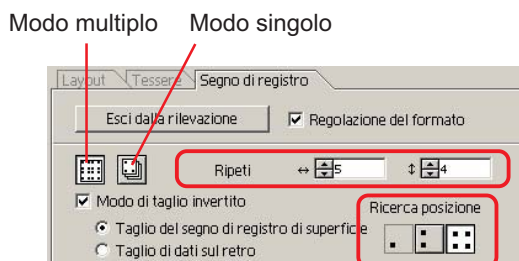 Modo multiplo Modo singolo
Layout Tessere Segno di registro
Esci dalla rilevazione Regolazione del formato
Ripeti 5 4
Modo di taglio invertito Ricerca posizione
Taglio del segno di registro di superficie
Taglio di dati sul retro